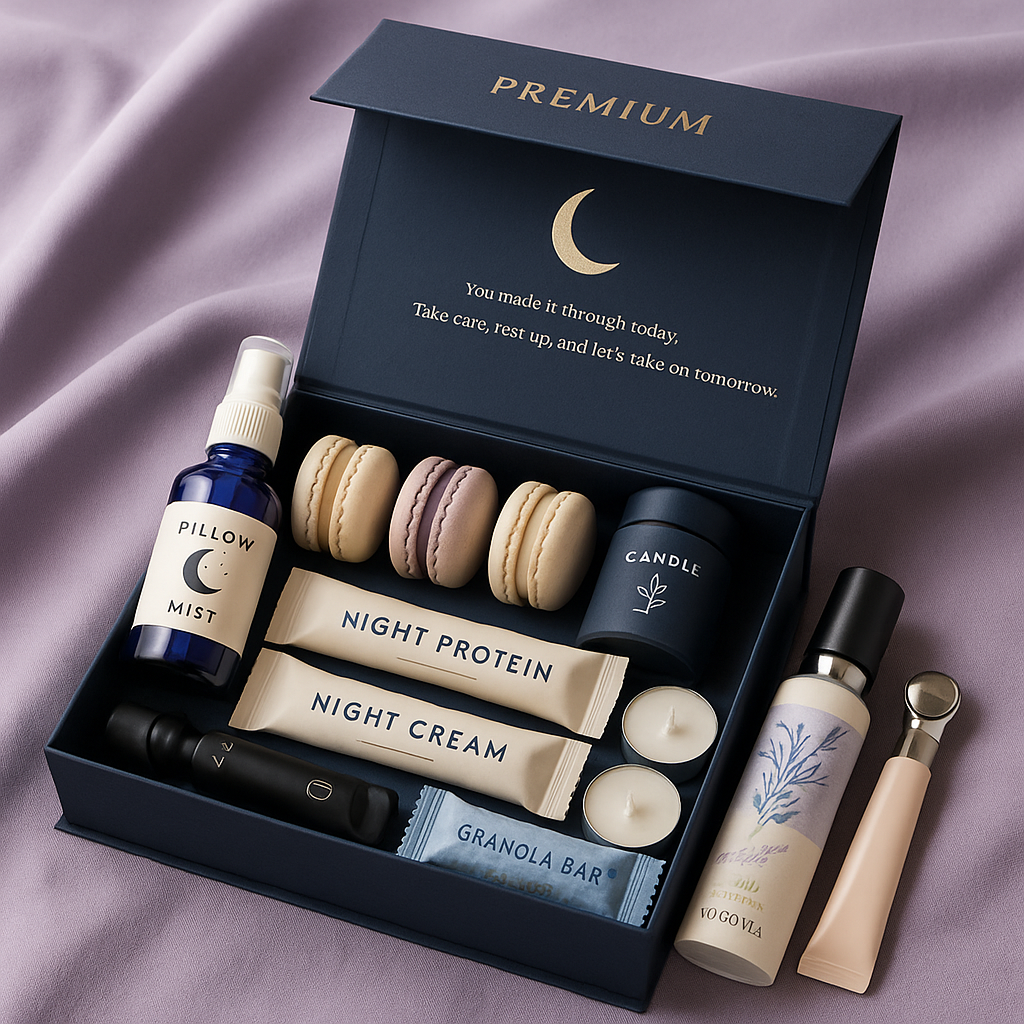 PREMIUM
You made it through today,
Take care, rest up, and let's take on tomorrow.
PILLOW
MIST
CANDLE
NIGHT PROTEIN
NIGHT CREAM
GRANOLA BAR
VO GO VLA